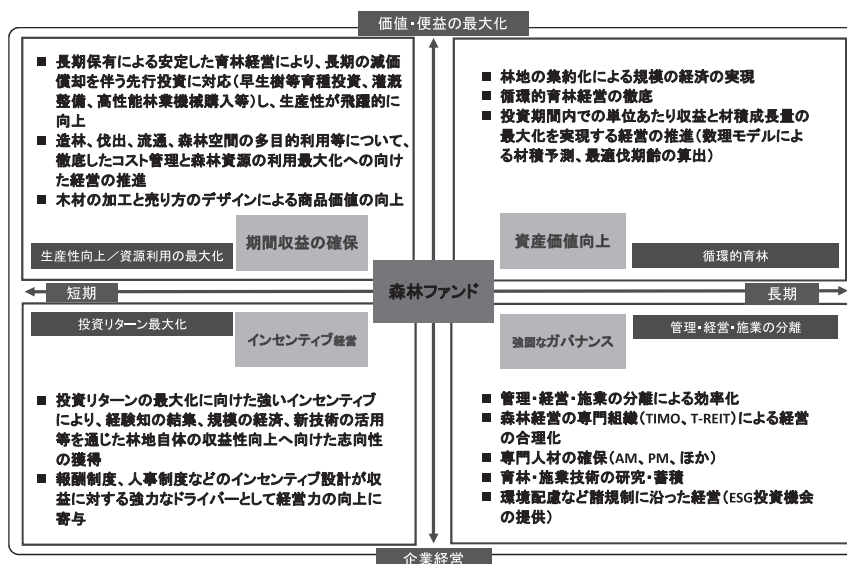 価値・便益の最大化
■ 長期保有による安定した育林経営により、長期の減価
償却を伴う先行投資に対応(早生樹等育種投資、灌漑
整備、高性能林業機械購入等)し、生産性が飛躍的に
向上
■ 造林、伐出、流通、森林空間の多目的利用等について、
徹底したコスト管理と森林資源の利用最大化への向け
た経営の推進
■ 木材の加工と売り方のデザインによる商品価値の向上
生産性向上/資源利用の最大化
期間収益の確保
■ 林地の集約化による規模の経済の実現
■ 循環的育林経営の徹底
■ 投資期間内での単位あたり収益と材積成長量の
最大化を実現する経営の推進(数理モデルによ
る材積予測、最適伐期齢の算出)
資産価値向上
循環的育林
短期
森林ファンド
長期
投資リターン最大化
インセンティブ経営
■ 投資リターンの最大化に向けた強いインセンティブ
により、経験知の結集、規模の経済、新技術の活用
等を通じた林地自体の収益性向上へ向けた志向性
の獲得
■ 報酬制度、人事制度などのインセンティブ設計が収
益に対する強力なドライバーとして経営力の向上に
寄与
強固なガバナンス
管理・経営・施業の分離
■ 管理・経営・施業の分離による効率化
■ 森林経営の専門組織(TIMO、T-REIT)による経営
の合理化
■ 専門人材の確保(AM、PM、ほか)
■ 育林・施業技術の研究・蓄積
■ 環境配慮など諸規制に沿った経営(ESG投資機会
の提供)
企業経営